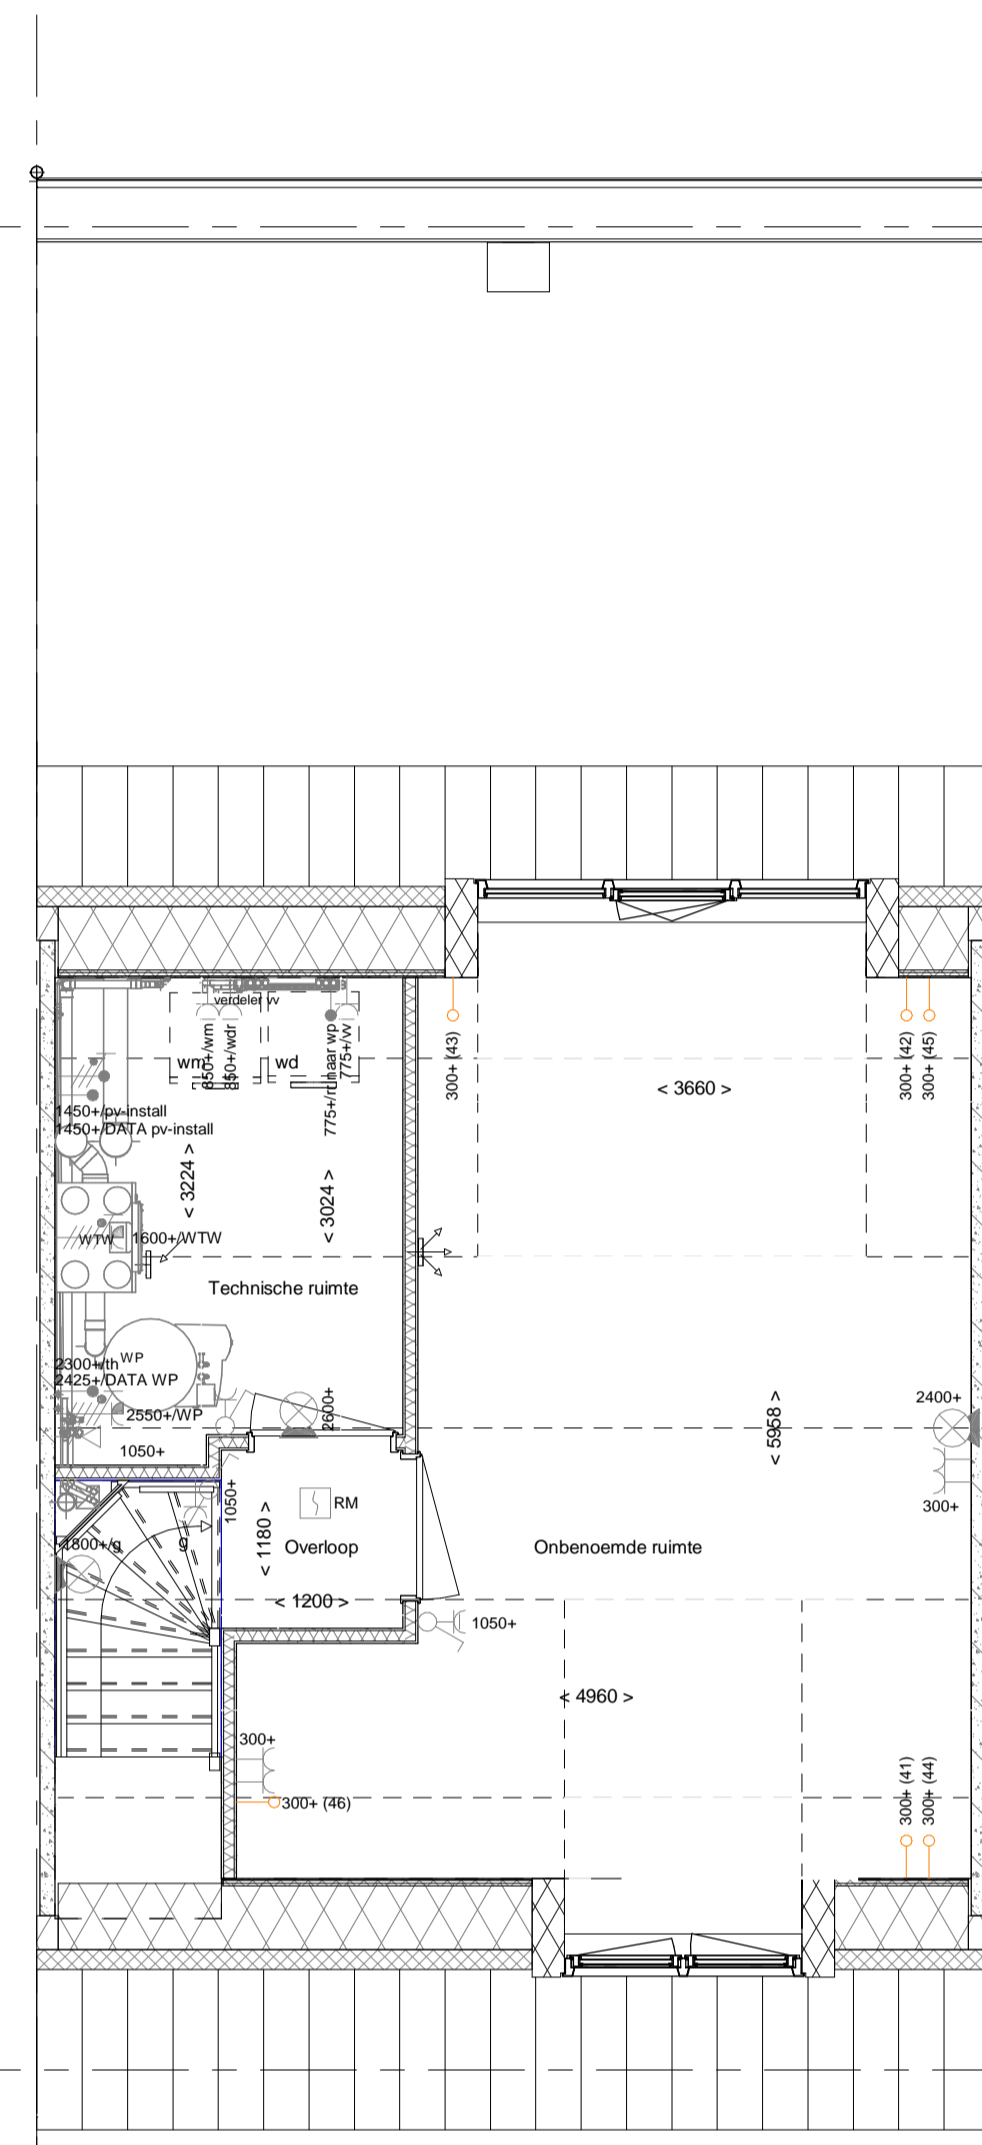 verdeler vv
wm
850+/wm
850+/wdr
wd
775+/runaar wp
775+/vv
300+ (43)
300+ (42)
300+ (45)
< 3660 >
1450+/pv-install
1450+/DATA pv-install
< 3224 >
< 3024 >
WTW
1600+/WTW
Technische ruimte
WP
2300+/th
2425+/DATA WP
2550+/WP
2600+
1050+
2400+
< 5958 >
300+
1050+
RM
1800+/g
g
< 1180 >
Overloop
Onbenoemde ruimte
< 1200 >
1050+
< 4960 >
300+
300+ (46)
300+ (41)
300+ (44)